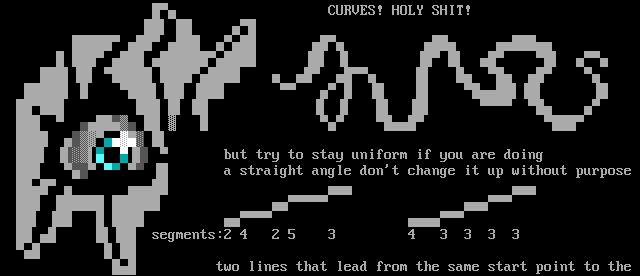 CURVES! HOLY SHIT!
but try to stay uniform if you are doing
a straight angle don't change it up without purpose
segments:2 4 2 5 3 4 3 3 3 3
two lines that lead from the same start point to the